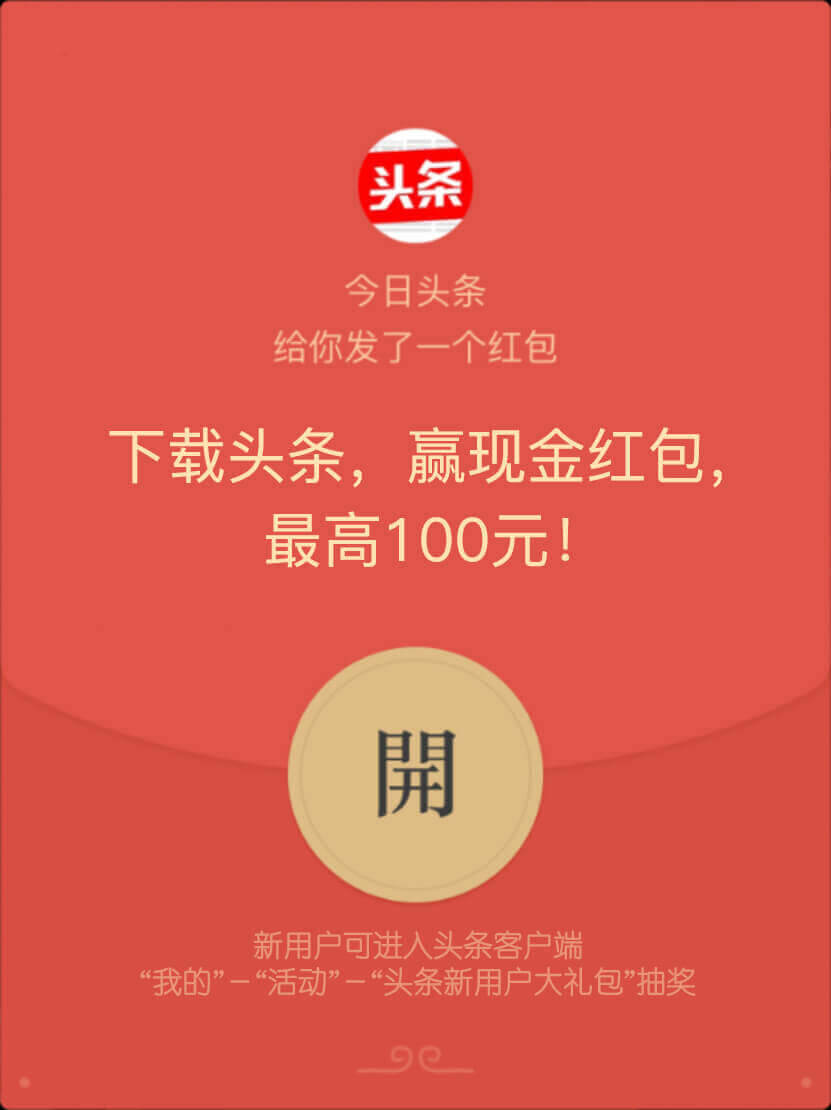 头条
今日头条
给你发了一个红包
下载头条，赢现金红包，
最高100元！
開
新用户可进入头条客户端
“我的”－“活动”－“头条新用户大礼包”抽奖